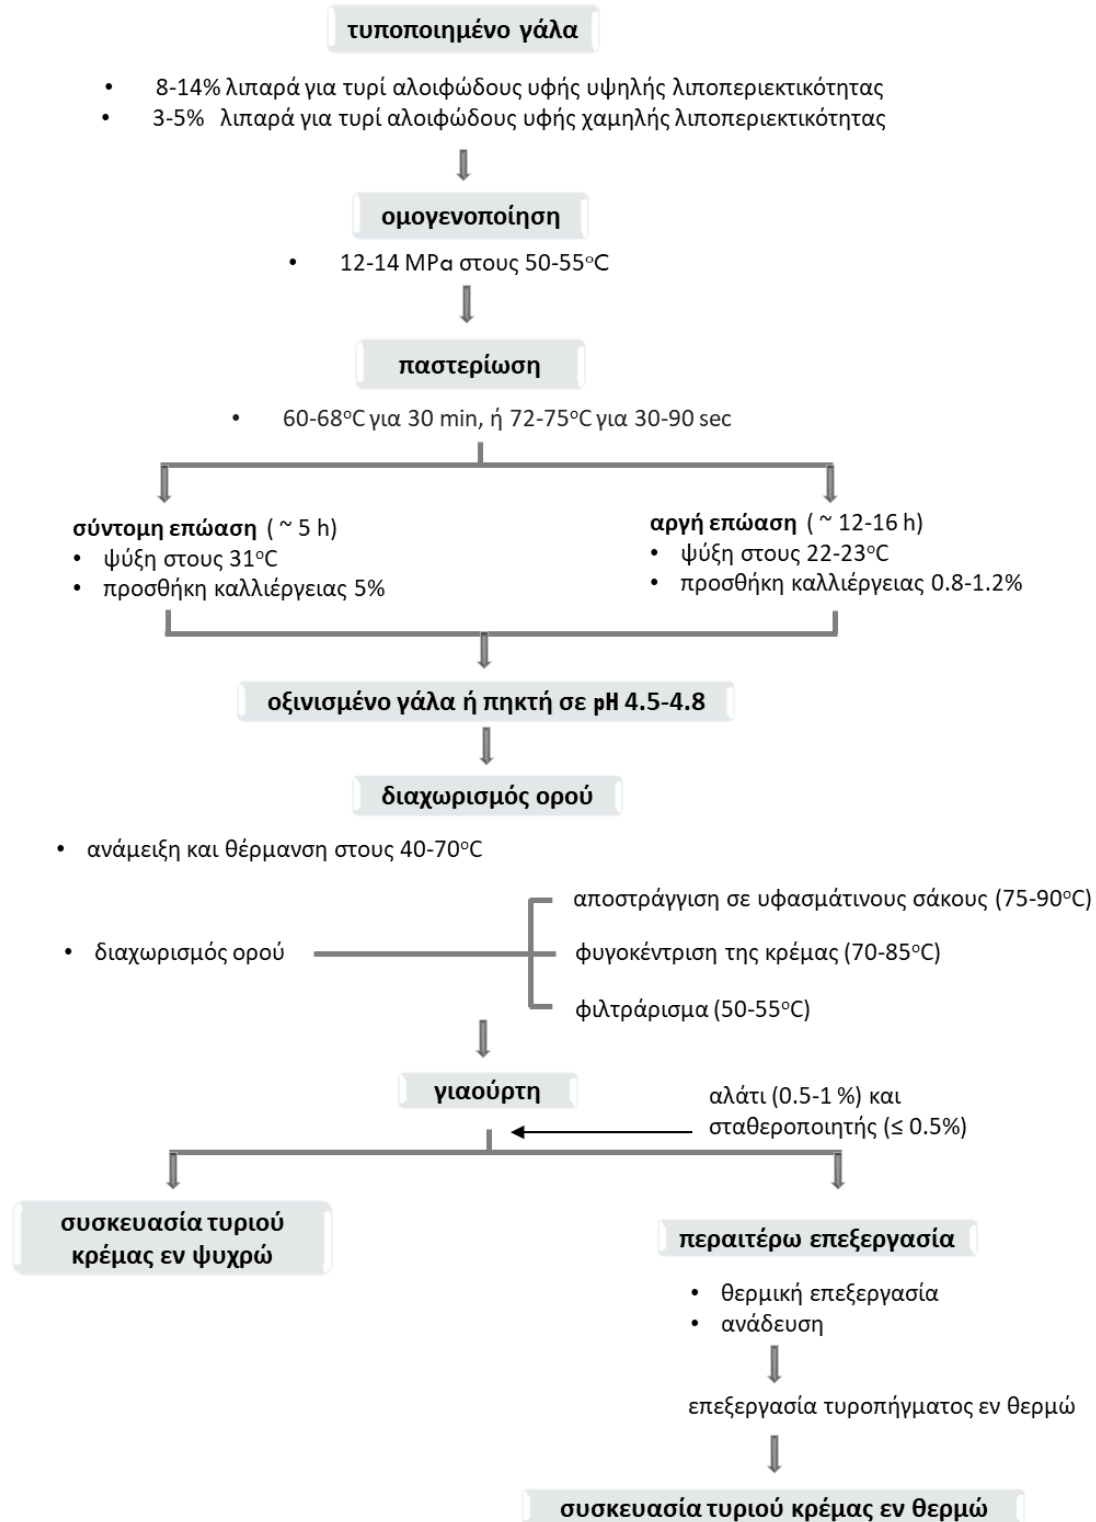 τυποποιημένο γάλα
• 8-14% λιπαρά για τυρί αλοιφώδους υφής υψηλής λιποπεριεκτικότητας
• 3-5% λιπαρά για τυρί αλοιφώδους υφής χαμηλής λιποπεριεκτικότητας
ομογενοποίηση
• 12-14 MPa στους 50-55°C
παστερίωση
• 60-68°C για 30 min, ή 72-75°C για 30-90 sec
σύντομη επώαση ( ~ 5 h)
• ψύξη στους 31°C
• προσθήκη καλλιέργειας 5%
αργή επώαση ( ~ 12-16 h)
• ψύξη στους 22-23°C
• προσθήκη καλλιέργειας 0.8-1.2%
οξινισμένο γάλα ή πηκτή σε pH 4.5-4.8
διαχωρισμός ορού
• ανάμειξη και θέρμανση στους 40-70°C
• διαχωρισμός ορού
αποστράγγιση σε υφασμάτινους σάκους (75-90°C)
φυγοκέντριση της κρέμας (70-85°C)
φιλτράρισμα (50-55°C)
γιαούρτη
αλάτι (0.5-1 %) και
σταθεροποιητής (≤ 0.5%)
συσκευασία τυριού
κρέμας εν ψυχρώ
περαιτέρω επεξεργασία
• θερμική επεξεργασία
• ανάδευση
επεξεργασία τυροπήγματος εν θερμώ
συσκευασία τυριού κρέμας εν θερμώ